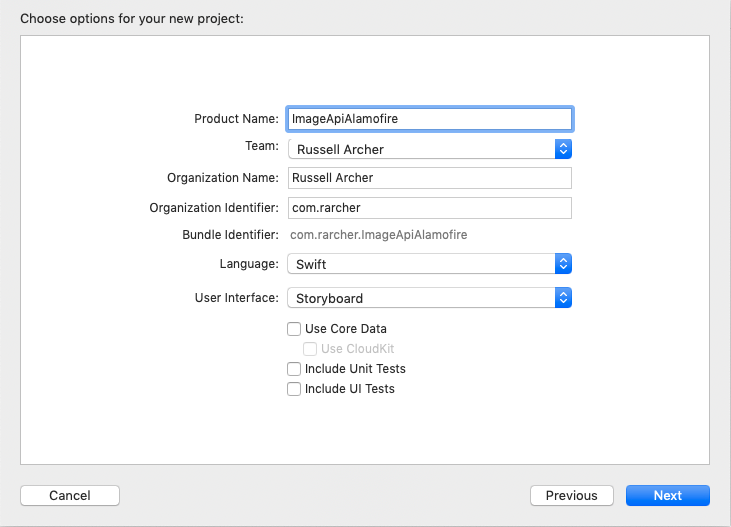 Choose options for your new project:
Product Name: ImageApiAlamofire
Team: Russell Archer
Organization Name: Russell Archer
Organization Identifier: com.rarcher
Bundle Identifier: com.rarcher.ImageApiAlamofire
Language: Swift
User Interface: Storyboard
Use Core Data
Use CloudKit
Include Unit Tests
Include UI Tests
Cancel Previous Next